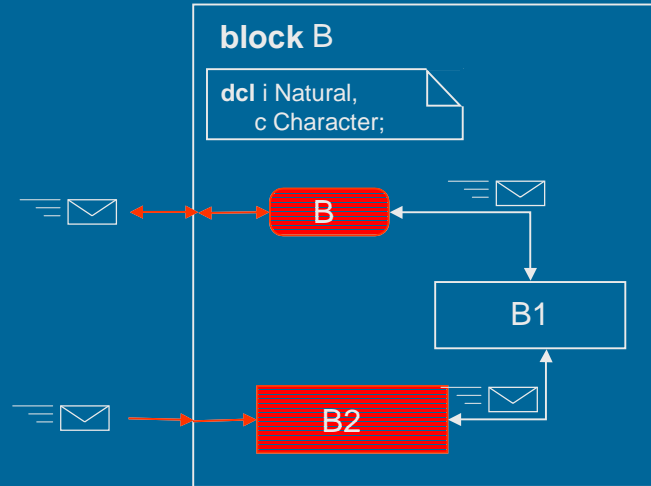 block B
dcl i Natural,
c Character;
B
B1
B2